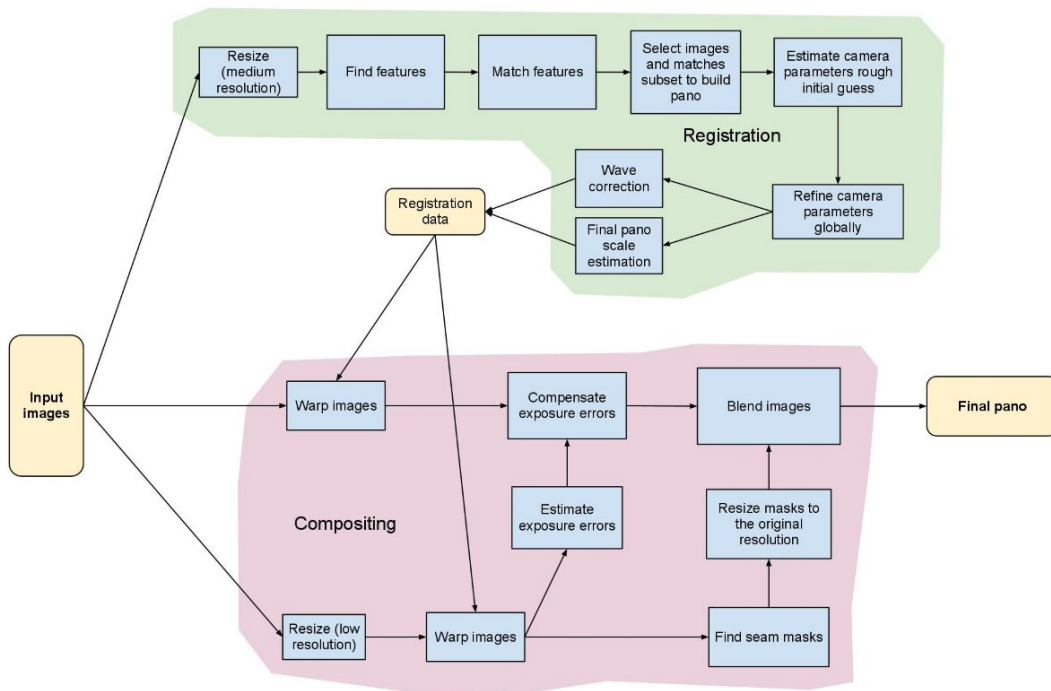 Resize
(medium
resolution)
Find features
Match features
Select images
and matches
subset to build
pano
Estimate camera
parameters rough
initial guess
Registration
Wave
correction
Refine camera
parameters
globally
Registration
data
Final pano
scale
estimation
Input
images
Warp images
Compensate
exposure errors
Blend images
Final pano
Compositing
Estimate
exposure errors
Resize masks to
the original
resolution
Resize (low
resolution)
Warp images
Find seam masks